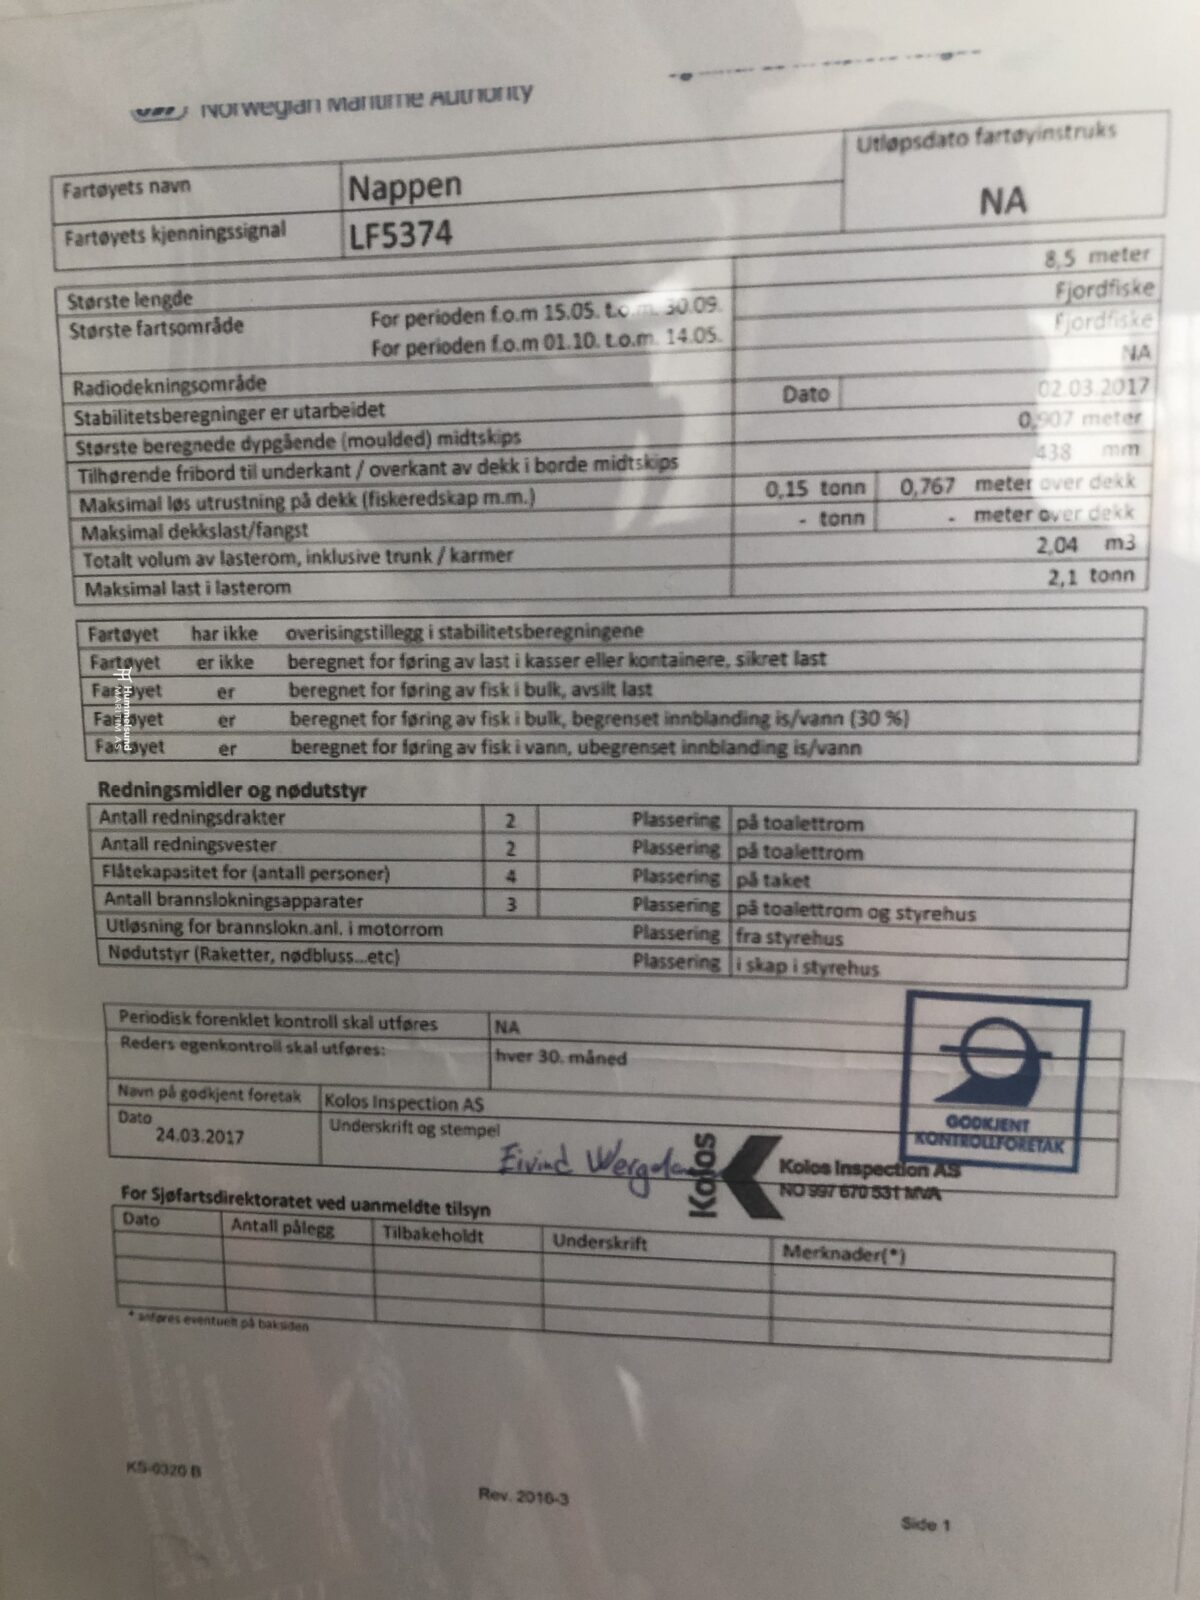 Norwegian Maritime Authority
Fartøyets navn Nappen Utløpsdato fartøyinstruks
Fartøyets kjenningssignal LF5374 NA
Største lengde 8,5 meter
Største fartsområde For perioden f.o.m 15.05. t.o.m. 30.09. Fjordfiske
For perioden f.o.m 01.10. t.o.m. 14.05. Fjordfiske
Radiodekningsområde NA
Stabilitetsberegninger er utarbeidet Dato 02.03.2017
Største beregnede dypgående (moulded) midtskips 0,907 meter
Tilhørende fribord til underkant / overkant av dekk i borde midtskips 438 mm
Maksimal løs utrustning på dekk (fiskeredskap m.m.) 0,15 tonn 0,767 meter over dekk
Maksimal dekkslast/fangst - tonn - meter over dekk
Totalt volum av lasterom, inklusive trunk / karmer 2,04 m3
Maksimal last i lasterom 2,1 tonn
Fartøyet har ikke overisingstillegg i stabilitetsberegningene
Fartøyet er ikke beregnet for føring av last i kasser eller kontainere, sikret last
Fartøyet er beregnet for føring av fisk i bulk, avsilt last
Fartøyet er beregnet for føring av fisk i bulk, begrenset innblanding is/vann (30 %)
Fartøyet er beregnet for føring av fisk i vann, ubegrenset innblanding is/vann
Hummelsund
MARITIM AS
Redningsmidler og nødutstyr
Antall redningsdrakter 2 Plassering på toalettrom
Antall redningsvester 2 Plassering på toalettrom
Flåtekapasitet for (antall personer) 4 Plassering på taket
Antall brannslokningsapparater 3 Plassering på toalettrom og styrehus
Utløsning for brannslokn.anl. i motorrom Plassering fra styrehus
Nødutstyr (Raketter, nødbluss...etc) Plassering i skap i styrehus
Periodisk forenklet kontroll skal utføres NA
Reders egenkontroll skal utføres: hver 30. måned
Navn på godkjent foretak Kolos Inspection AS
Dato Underskrift og stempel
24.03.2017
GODKJENT
KONTROLLFORETAK
Eivind
Kolos
Kolos Inspection AS
NO 997 670 531 MVA
For Sjøfartsdirektoratet ved uanmeldte tilsyn
Dato Antall pålegg Tilbakeholdt Underskrift Merknader(*)
* anføres eventuelt på baksiden
KS-0320 B
Rev. 2016-3
Side 1